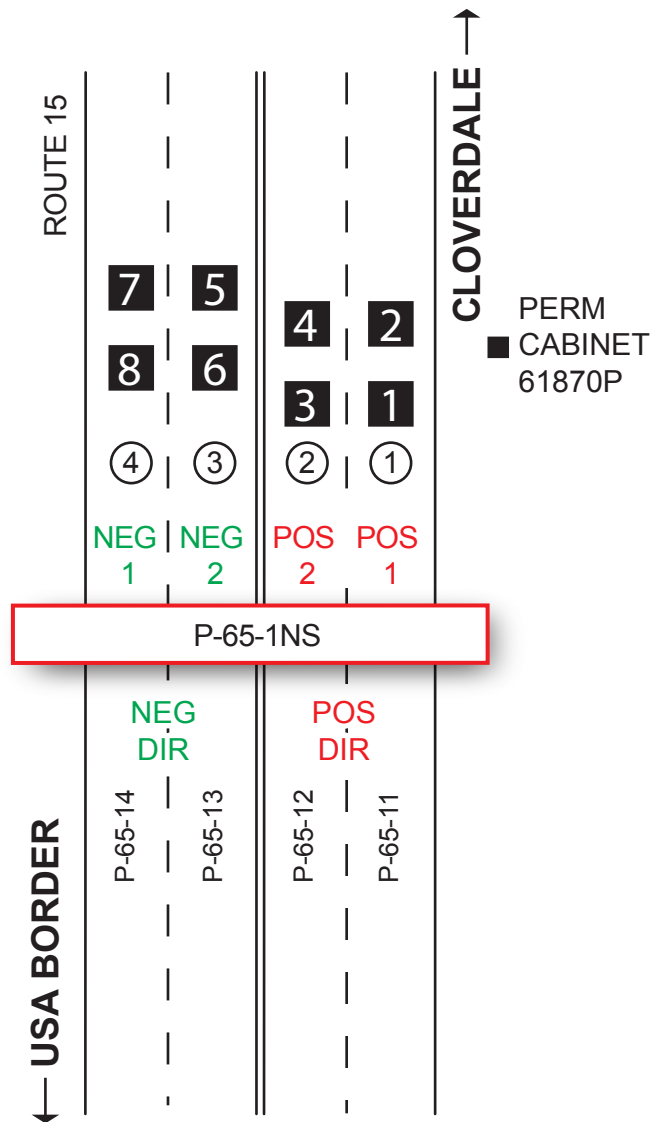 ROUTE 15
CLOVERDALE
7 5
4 2
8 6
3 1
PERM
CABINET
61870P
4 3 2 1
NEG NEG POS POS
1 2 2 1
P-65-1NS
NEG POS
DIR DIR
P-65-14 P-65-13 P-65-12 P-65-11
USA BORDER